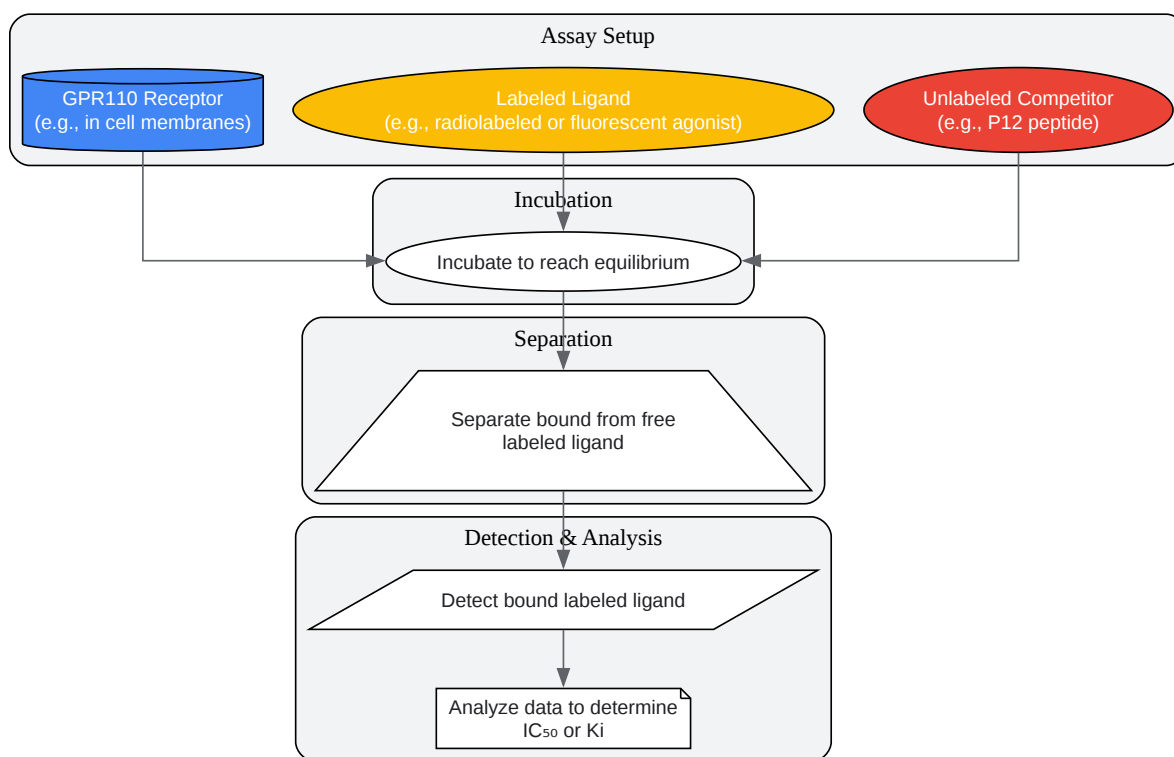 Assay Setup
GPR110 Receptor
(e.g., in cell membranes)
Labeled Ligand
(e.g., radiolabeled or fluorescent agonist)
Unlabeled Competitor
(e.g., P12 peptide)
Incubation
Incubate to reach equilibrium
Separation
Separate bound from free
labeled ligand
Detection & Analysis
Detect bound labeled ligand
Analyze data to determine
IC₅₀ or Ki